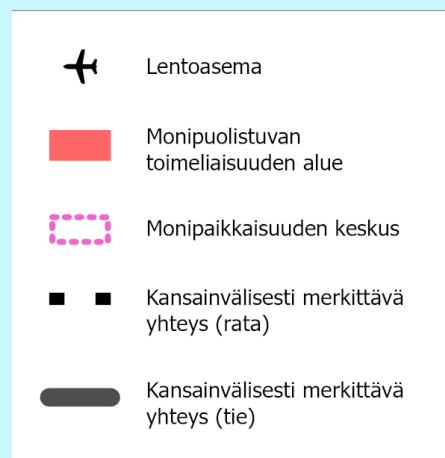 Lentoasema
Monipuolistuvan
toimeliaisuuden alue
Monipaikkaisuuden keskus
Kansainvälisesti merkittävä
yhteys (rata)
Kansainvälisesti merkittävä
yhteys (tie)